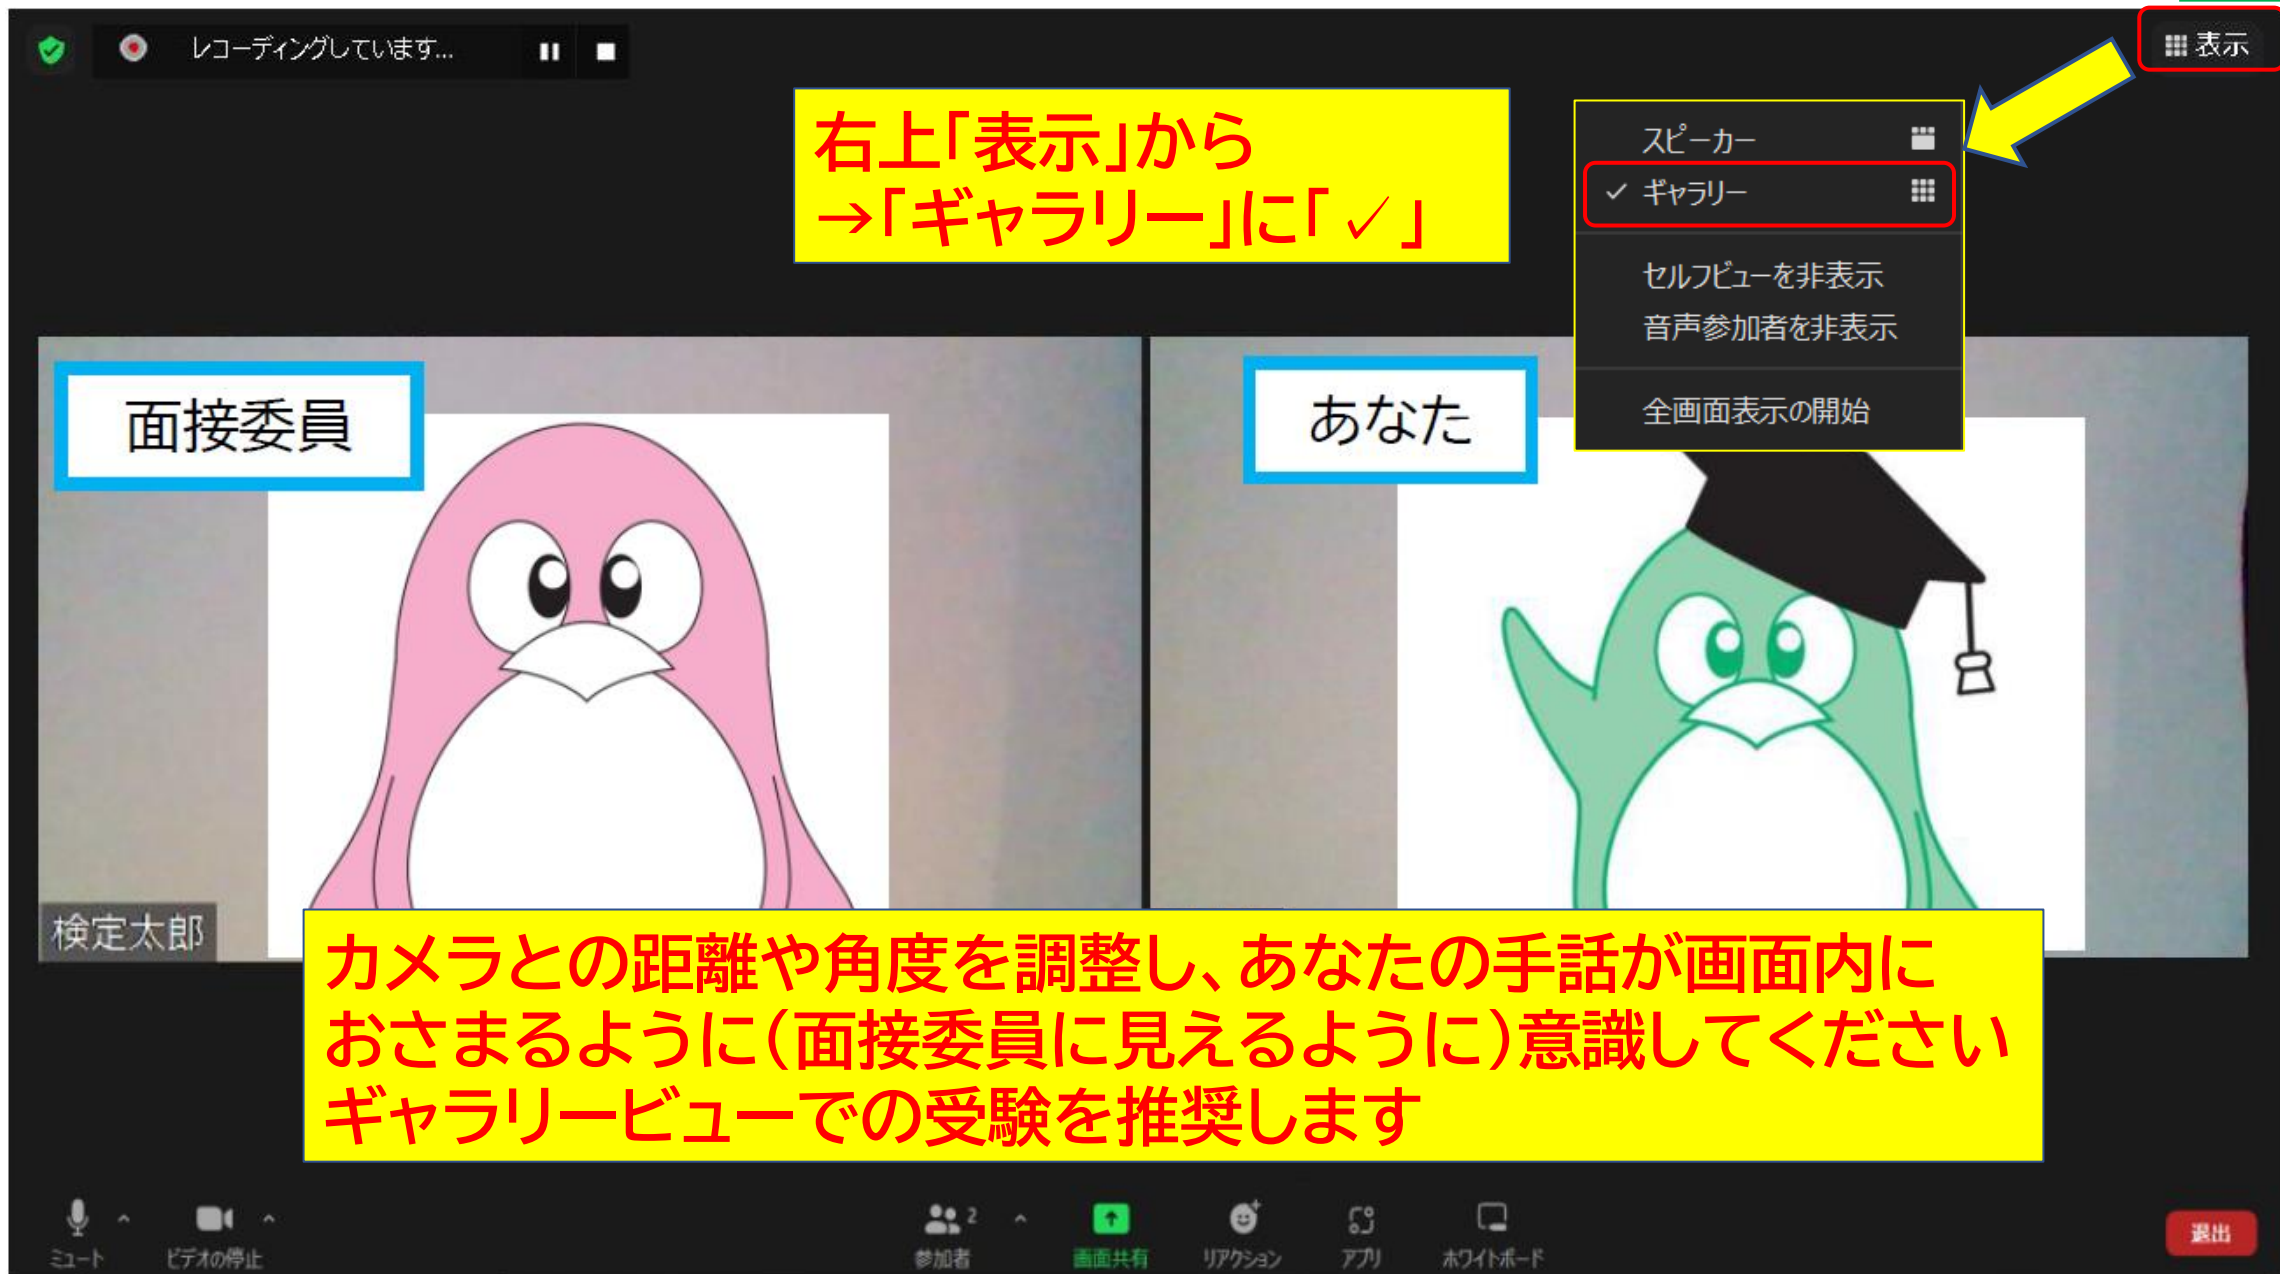 レコーディングしています...
表示
右上「表示」から
→「ギャラリー」に「✓」
スピーカー
✓ ギャラリー
セルフビューを非表示
音声参加者を非表示
全画面表示の開始
面接委員
あなた
検定太郎
カメラとの距離や角度を調整し、あなたの手話が画面内に
おさまるように(面接委員に見えるように)意識してください
ギャラリービューでの受験を推奨します
ミュート
ビデオの停止
2
参加者
画面共有
リアクション
アプリ
ホワイトボード
退出